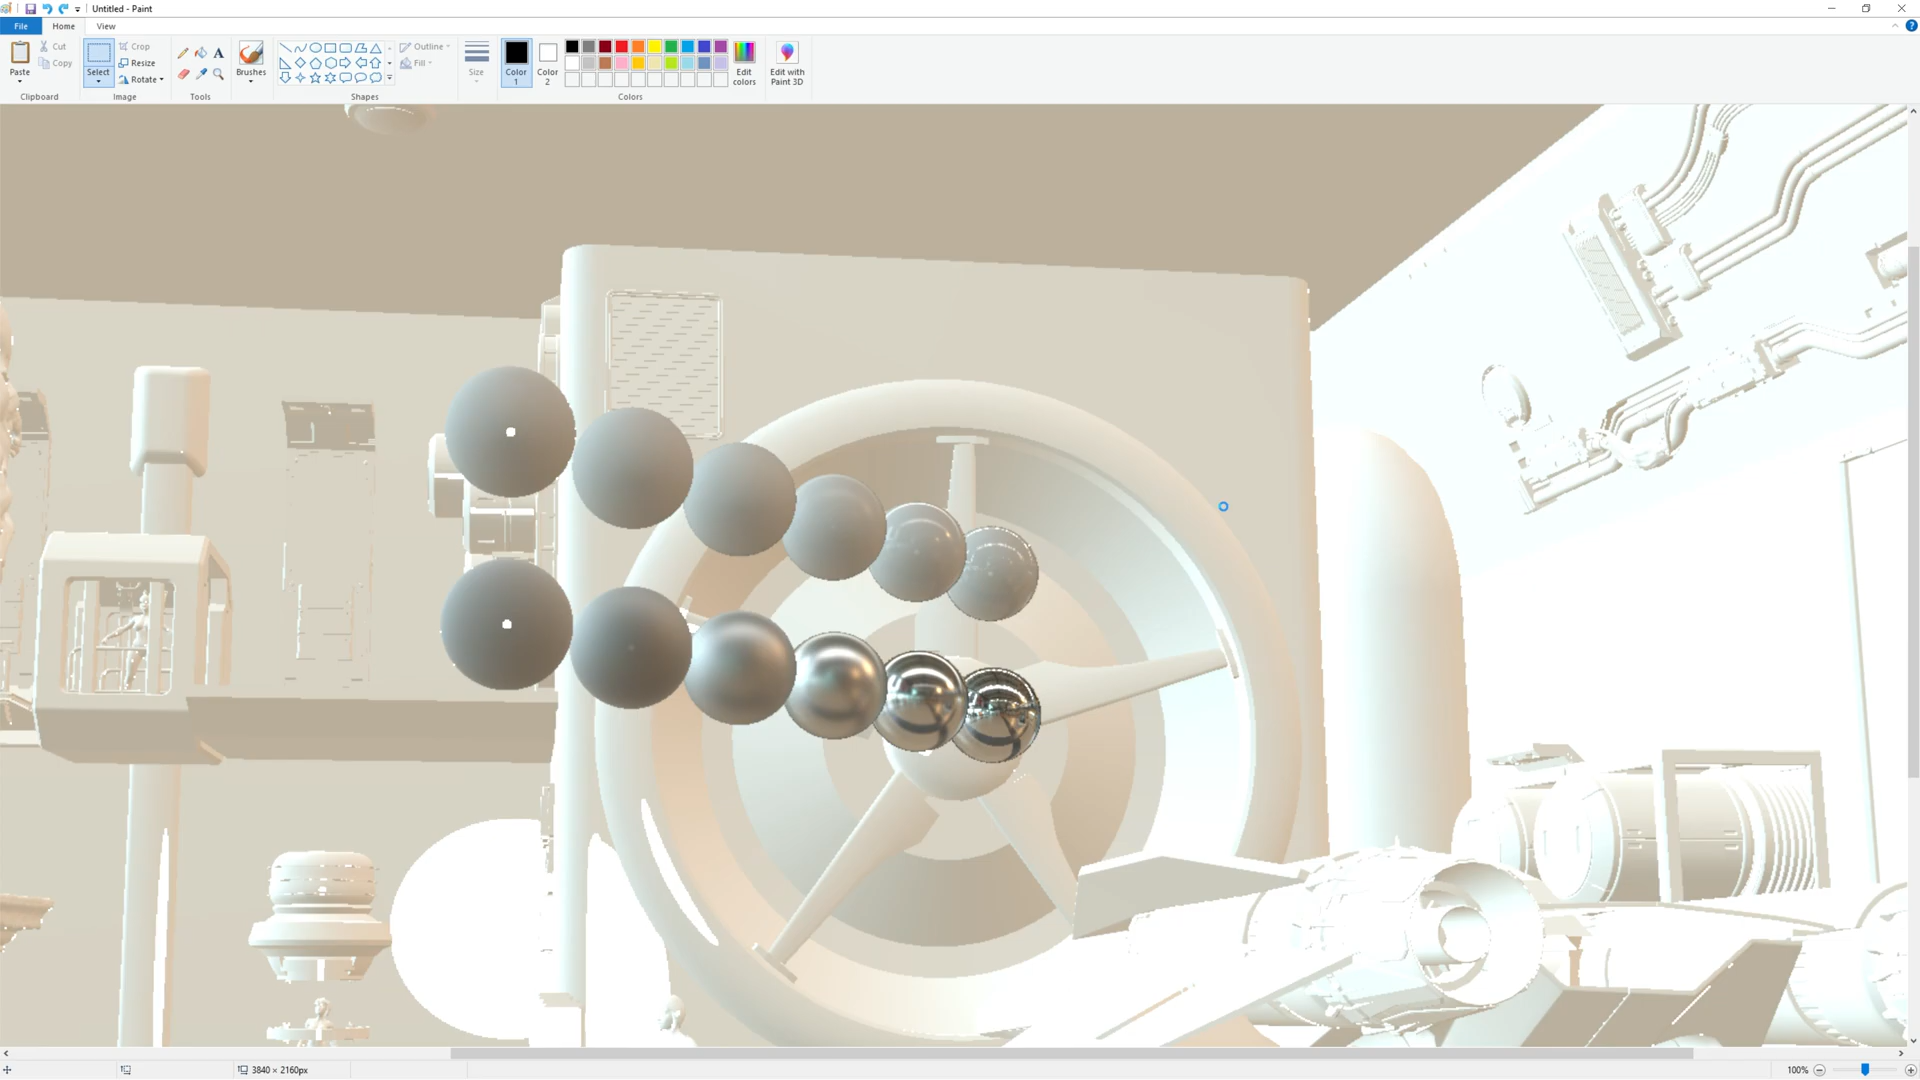 Untitled - Paint
File
Home
View
Paste
Cut
Copy
Clipboard
Select
Crop
Resize
Rotate
Image
A
Tools
Brushes
Outline
Fill
Shapes
Size
Color
1
Color
2
Edit
colors
Edit with
Paint 3D
Colors
3840 × 2160px
100%